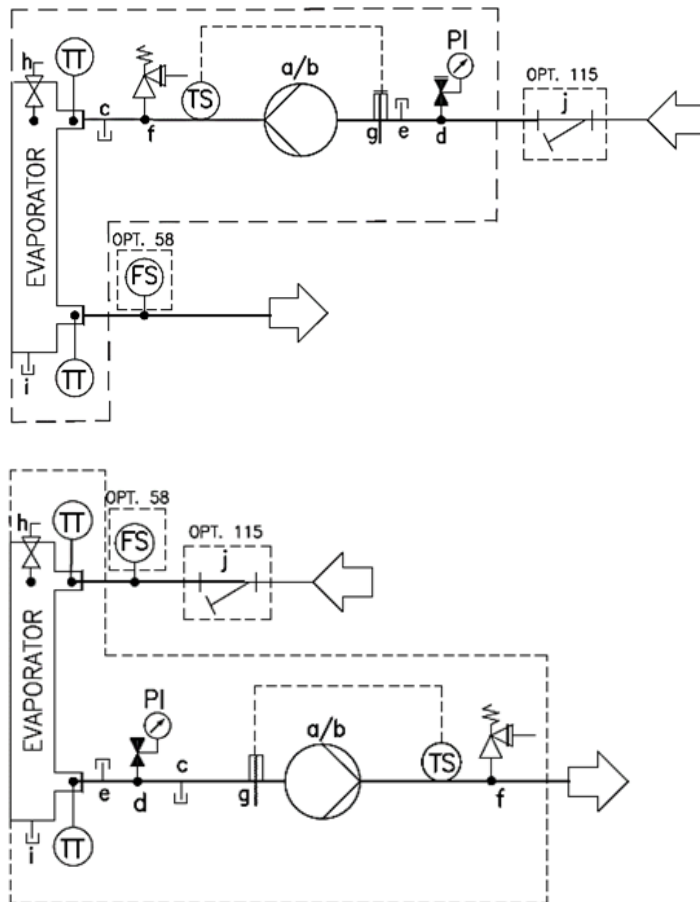 h
TT
TS
a/b
PI
OPT. 115
j
c
f
g
e
d
EVAPORATOR
OPT. 58
FS
i
TT
h
TT
OPT. 58
FS
OPT. 115
j
EVAPORATOR
PI
a/b
TS
c
e
d
g
f
i
TT